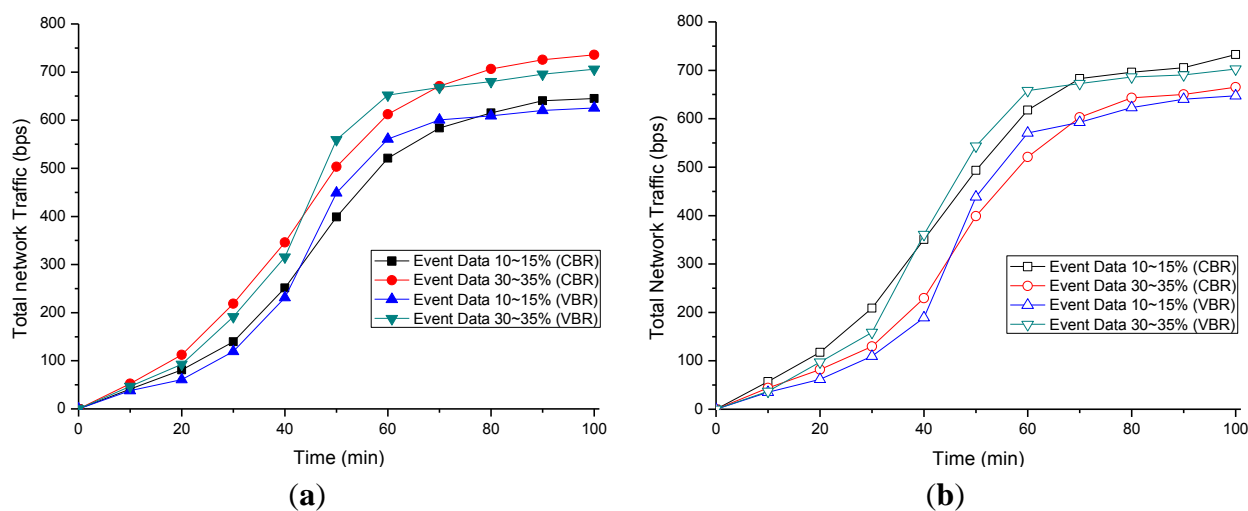 800
700
600
500
400
300
200
100
0
Total network Traffic (bps)
Event Data 10~15% (CBR)
Event Data 30~35% (CBR)
Event Data 10~15% (VBR)
Event Data 30~35% (VBR)
0 20 40 60 80 100
Time (min)
(a)
800
700
600
500
400
300
200
100
0
Total Network Traffic (bps)
Event Data 10~15% (CBR)
Event Data 30~35% (CBR)
Event Data 10~15% (VBR)
Event Data 30~35% (VBR)
0 20 40 60 80 100
Time (min)
(b)